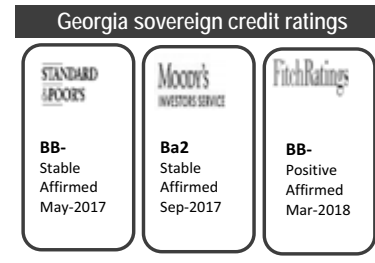 Georgia sovereign credit ratings
STANDARD
&POOR'S
BB-
Stable
Affirmed
May-2017
Moody's
INVESTORS SERVICE
Ba2
Stable
Affirmed
Sep-2017
FitchRatings
BB-
Positive
Affirmed
Mar-2018